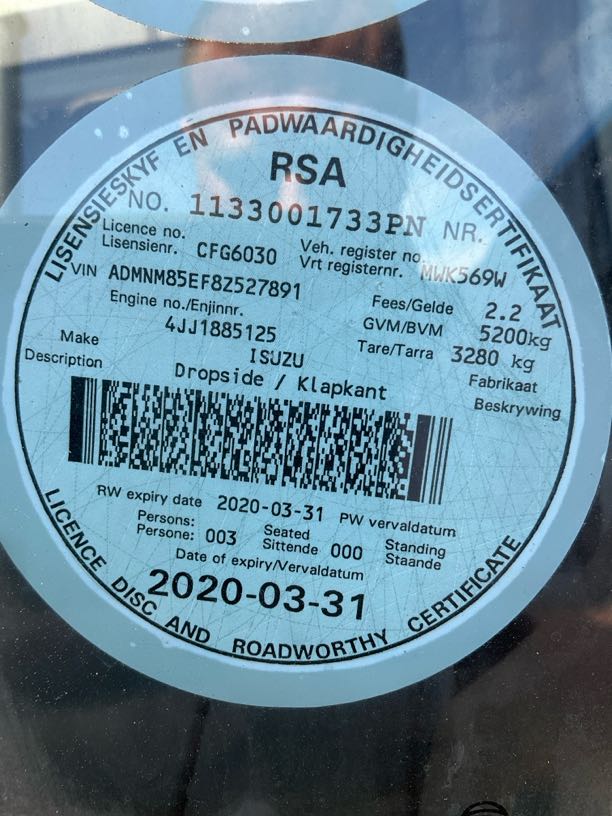 LISENSIESKYF EN PADWAARDIGHEIDSERTIFIKAAT
RSA
NO. 1133001733PN NR.
Licence no. Veh. register no.
Lisensienr. CFG6030 Vrt registernr. MWK569W
VIN ADMNM85EF8Z527891 Fees/Gelde 2.2
Engine no./Enjinnr. GVM/BVM 5200kg
4JJ1885125 Tare/Tarra 3280 kg
Make ISUZU Fabrikaat
Description Dropside / Klapkant Beskrywing
RW expiry date 2020-03-31 PW vervaldatum
Persons: Seated Standing
Persone: 003 Sittende 000 Staande
Date of expiry/Vervaldatum
2020-03-31
LICENCE DISC AND ROADWORTHY CERTIFICATE